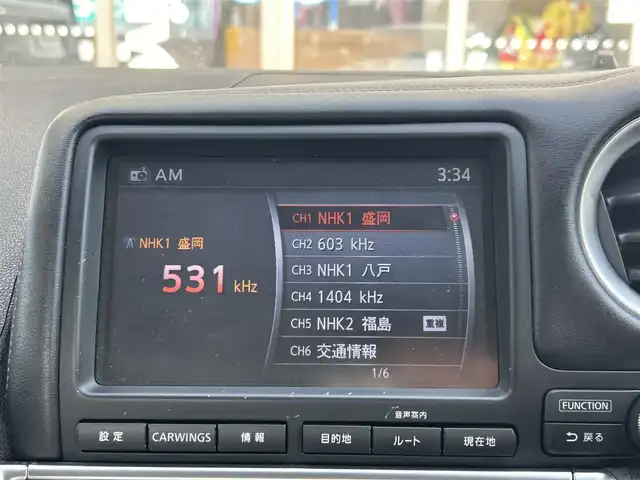 AM 3:34
A NHK1 盛岡
531 kHz
CH1 NHK1 盛岡
CH2 603 kHz
CH3 NHK1 八戸
CH4 1404 kHz
CH5 NHK2 福島 重複
CH6 交通情報
1/6
音声案内
設定 CARWINGS 情報 目的地 ルート 現在地
FUNCTION
戻る